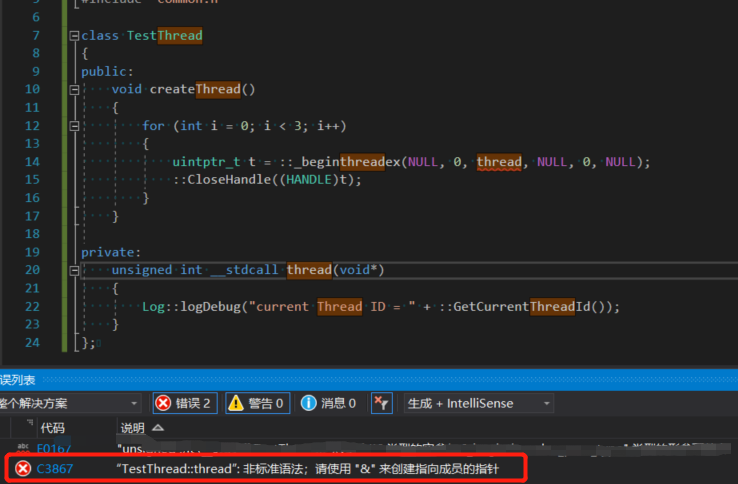 5 #include "common.h"
6
7 class TestThread
8 {
9 public:
10 void createThread()
11 {
12 for (int i = 0; i < 3; i++)
13 {
14 uintptr_t t = ::_beginthreadex(NULL, 0, thread, NULL, 0, NULL);
15 ::CloseHandle((HANDLE)t);
16 }
17 }
18
19 private:
20 unsigned int __stdcall thread(void*)
21 {
22 Log::logDebug("current Thread ID = " + ::GetCurrentThreadId());
23 }
24 };
误列表
整个解决方案 错误 2 警告 0 消息 0 生成 + IntelliSense
代码 说明
abc E0167 "uns
C3867 “TestThread::thread”: 非标准语法；请使用 "&" 来创建指向成员的指针